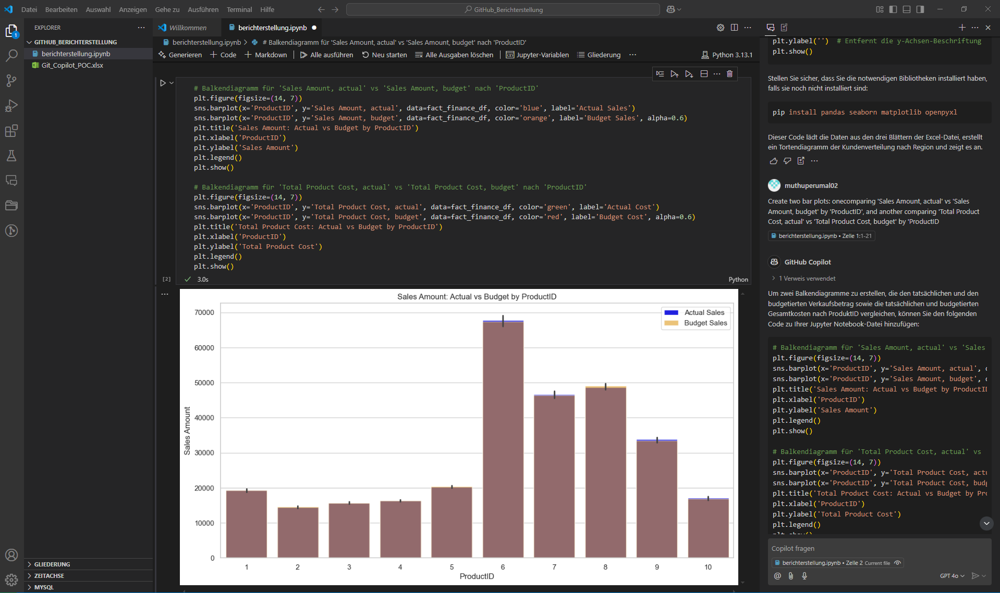 Datei Bearbeiten Auswahl Anzeigen Gehe zu Ausführen Terminal Hilfe
GitHub_Berichterstellung
EXPLORER
GITHUB_BERICHTERSTELLUNG
berichterstellung.ipynb
Git_Copilot_POC.xlsx
GLIEDERUNG
ZEITACHSE
MYSQL
1
Willkommen
berichterstellung.ipynb
berichterstellung.ipynb > # Balkendiagramm für 'Sales Amount, actual' vs 'Sales Amount, budget' nach 'ProductID'
Generieren + Code + Markdown | Alle ausführen Neu starten Alle Ausgaben löschen | Jupyter-Variablen Gliederung ... Python 3.13.1
# Balkendiagramm für 'Sales Amount, actual' vs 'Sales Amount, budget' nach 'ProductID'
plt.figure(figsize=(14, 7))
sns.barplot(x='ProductID', y='Sales Amount, actual', data=fact_finance_df, color='blue', label='Actual Sales')
sns.barplot(x='ProductID', y='Sales Amount, budget', data=fact_finance_df, color='orange', label='Budget Sales', alpha=0.6)
plt.title('Sales Amount: Actual vs Budget by ProductID')
plt.xlabel('ProductID')
plt.ylabel('Sales Amount')
plt.legend()
plt.show()
# Balkendiagramm für 'Total Product Cost, actual' vs 'Total Product Cost, budget' nach 'ProductID'
plt.figure(figsize=(14, 7))
sns.barplot(x='ProductID', y='Total Product Cost, actual', data=fact_finance_df, color='green', label='Actual Cost')
sns.barplot(x='ProductID', y='Total Product Cost, budget', data=fact_finance_df, color='red', label='Budget Cost', alpha=0.6)
plt.title('Total Product Cost: Actual vs Budget by ProductID')
plt.xlabel('ProductID')
plt.ylabel('Total Product Cost')
plt.legend()
plt.show()
[2] 3.0s Python
Sales Amount: Actual vs Budget by ProductID
Actual Sales
Budget Sales
70000
60000
50000
40000
30000
20000
10000
0
Sales Amount
1 2 3 4 5 6 7 8 9 10
ProductID
plt.ylabel('') # Entfernt die y-Achsen-Beschriftung
plt.show()
Stellen Sie sicher, dass Sie die notwendigen Bibliotheken installiert haben,
falls sie noch nicht installiert sind:
pip install pandas seaborn matplotlib openpyxl
Dieser Code lädt die Daten aus den drei Blättern der Excel-Datei, erstellt
ein Tortendiagramm der Kundenverteilung nach Region und zeigt es an.
muthuperumal02
Create two bar plots: onecomparing 'Sales Amount, actual' vs 'Sales
Amount, budget' by 'ProductID', and another comparing 'Total Product
Cost, actual' vs 'Total Product Cost, budget' by 'ProductID
berichterstellung.ipynb • Zelle 1:1-21
GitHub Copilot
> 1 Verweis verwendet
Um zwei Balkendiagramme zu erstellen, die den tatsächlichen und den
budgetierten Verkaufsbetrag sowie die tatsächlichen und budgetierten
Gesamtkosten nach ProduktID vergleichen, können Sie den folgenden
Code zu Ihrer Jupyter Notebook-Datei hinzufügen:
# Balkendiagramm für 'Sales Amount, actual' vs 'Sales
plt.figure(figsize=(14, 7))
sns.barplot(x='ProductID', y='Sales Amount, actual',
sns.barplot(x='ProductID', y='Sales Amount, budget',
plt.title('Sales Amount: Actual vs Budget by ProductID
plt.xlabel('ProductID')
plt.ylabel('Sales Amount')
plt.legend()
plt.show()
# Balkendiagramm für 'Total Product Cost, actual' vs
plt.figure(figsize=(14, 7))
sns.barplot(x='ProductID', y='Total Product Cost, actu
sns.barplot(x='ProductID', y='Total Product Cost, budg
plt.title('Total Product Cost: Actual vs Budget by Pro
plt.xlabel('ProductID')
plt.ylabel('Total Product Cost')
plt.legend()
Copilot fragen
berichterstellung.ipynb • Zelle 2 Current file
@ GPT 4o